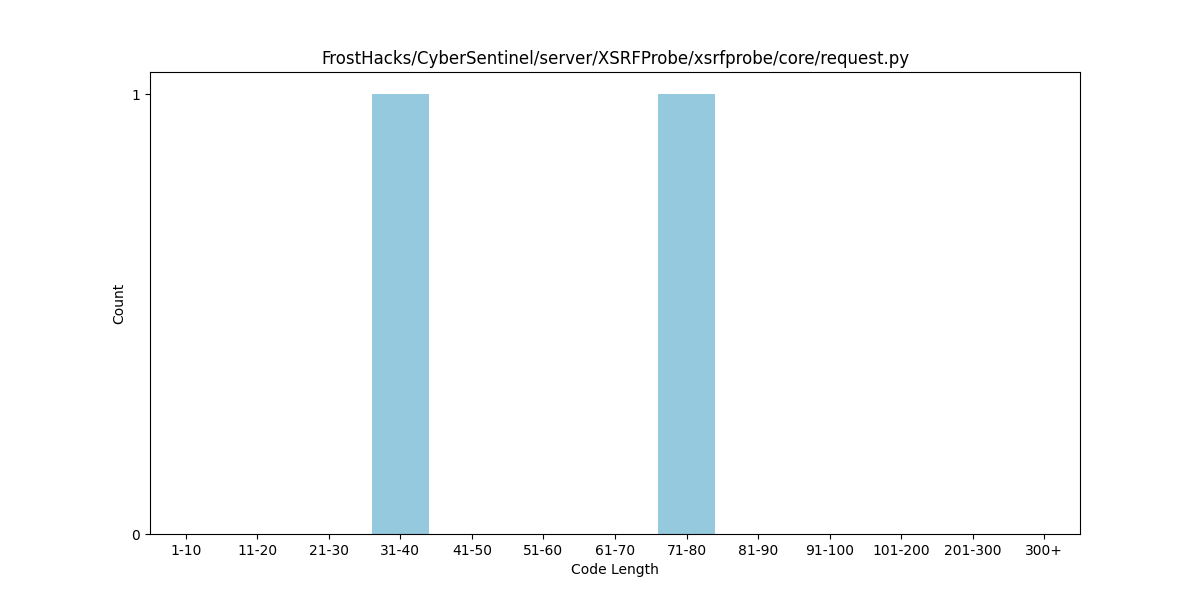 FrostHacks/CyberSentinel/server/XSRFProbe/xsrfprobe/core/request.py
1
Count
0
1-10 11-20 21-30 31-40 41-50 51-60 61-70 71-80 81-90 91-100 101-200 201-300 300+
Code Length